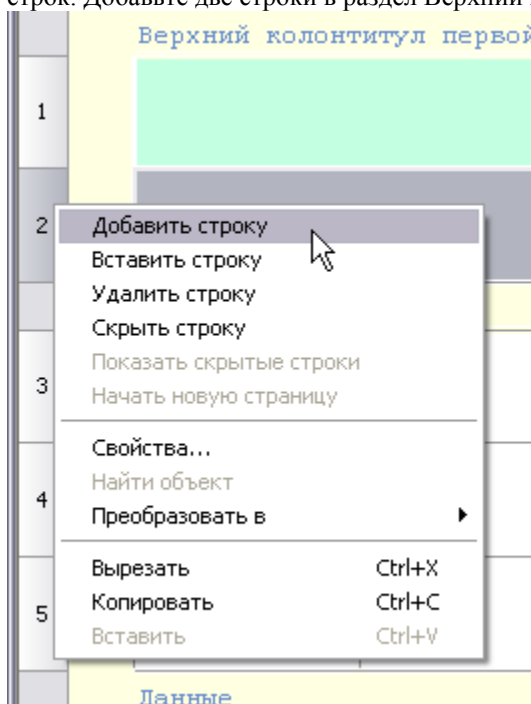 строк. Добавьте две строки в раздел Верхний
Верхний колонтитул первой
1
2
Добавить строку
Вставить строку
Удалить строку
Скрыть строку
Показать скрытые строки
3
Начать новую страницу
Свойства...
Найти объект
4
Преобразовать в
Вырезать Ctrl+X
Копировать Ctrl+C
5
Вставить Ctrl+V
Данные